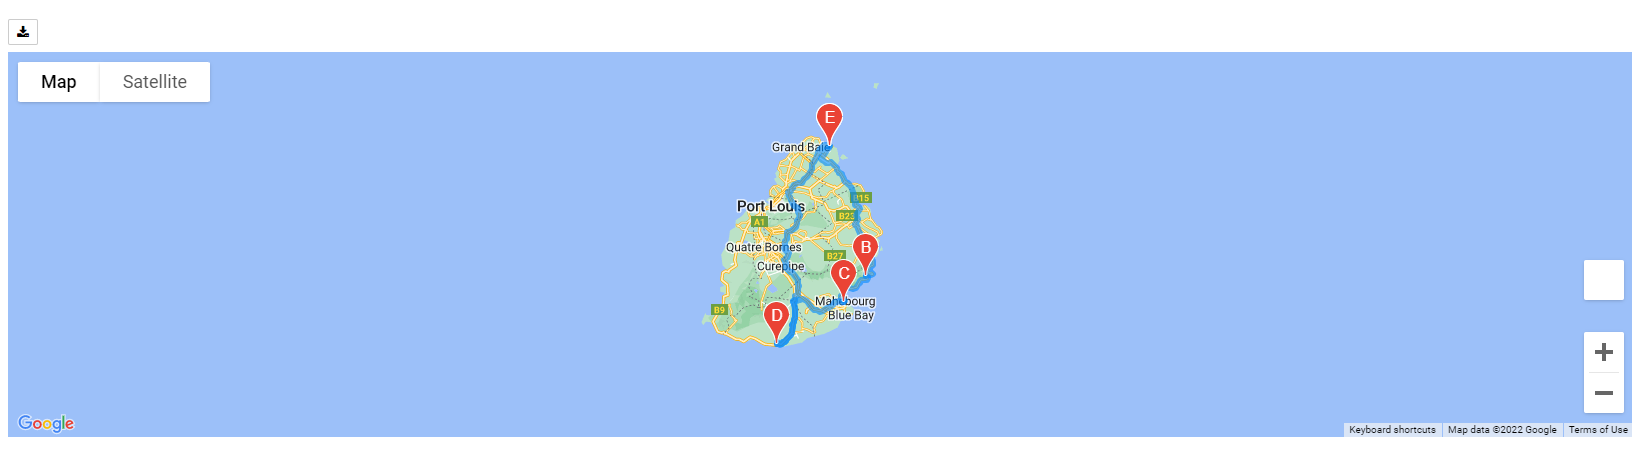 Map Satellite
E
Grand Baie
B15
Port Louis
B23
A1
B
Quatre Bornes
B27
Curepipe
C
Mahebourg
B9
D
Blue Bay
Google
Keyboard shortcuts Map data ©2022 Google Terms of Use